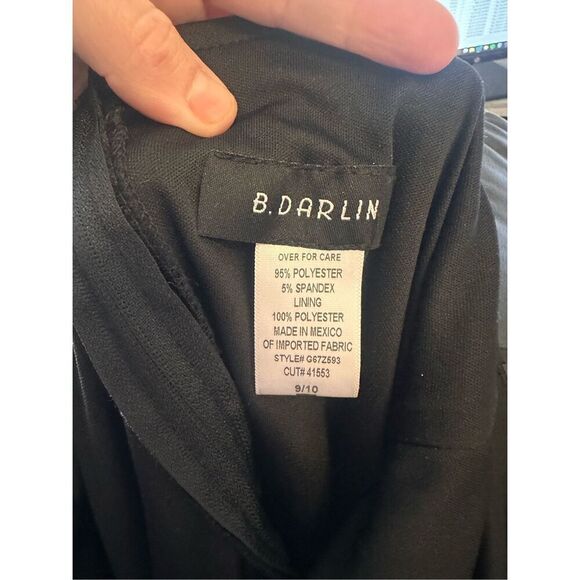 B.DARLIN
OVER FOR CARE
95% POLYESTER
5% SPANDEX
LINING
100% POLYESTER
MADE IN MEXICO
OF IMPORTED FABRIC
STYLE# G67Z593
CUT# 41553
9/10